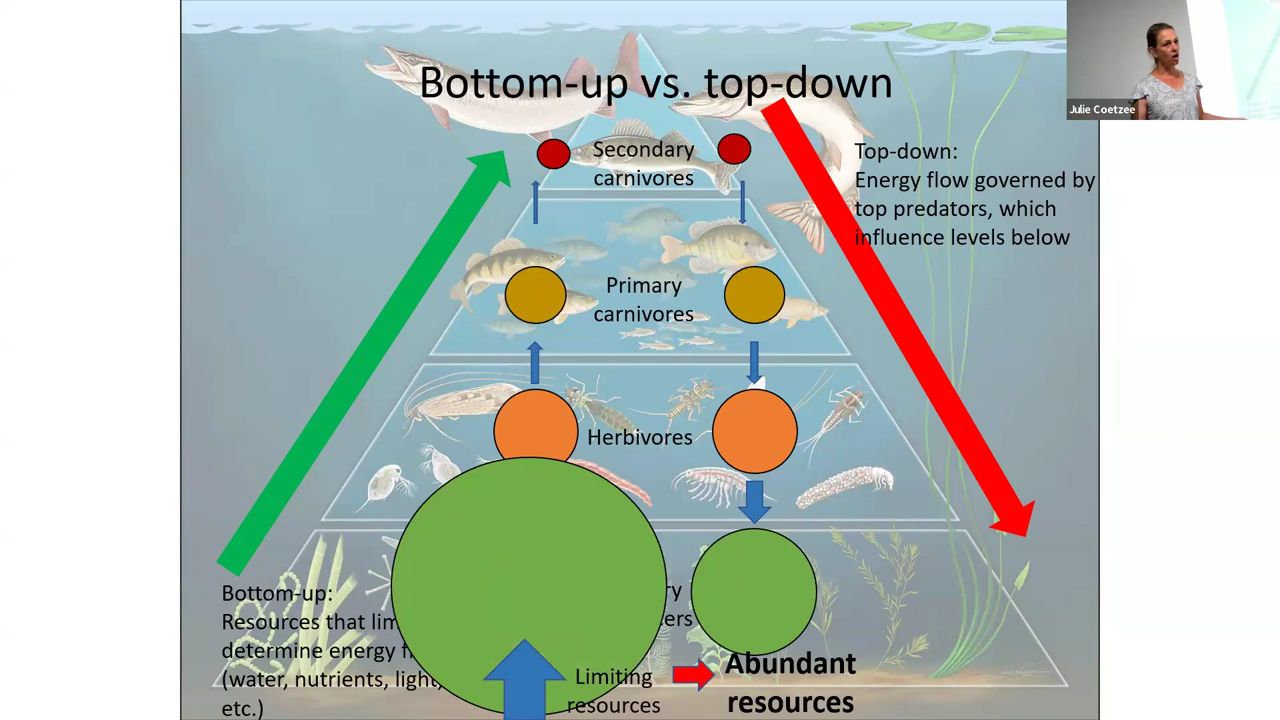 Bottom-up vs. top-down
Julie Coetzee
Secondary
carnivores
Top-down:
Energy flow governed by
top predators, which
influence levels below
Primary
carnivores
Herbivores
Bottom-up:
Resources that
determine energy
(water, nutrients, light,
etc.)
Limiting
resources
Abundant
resources